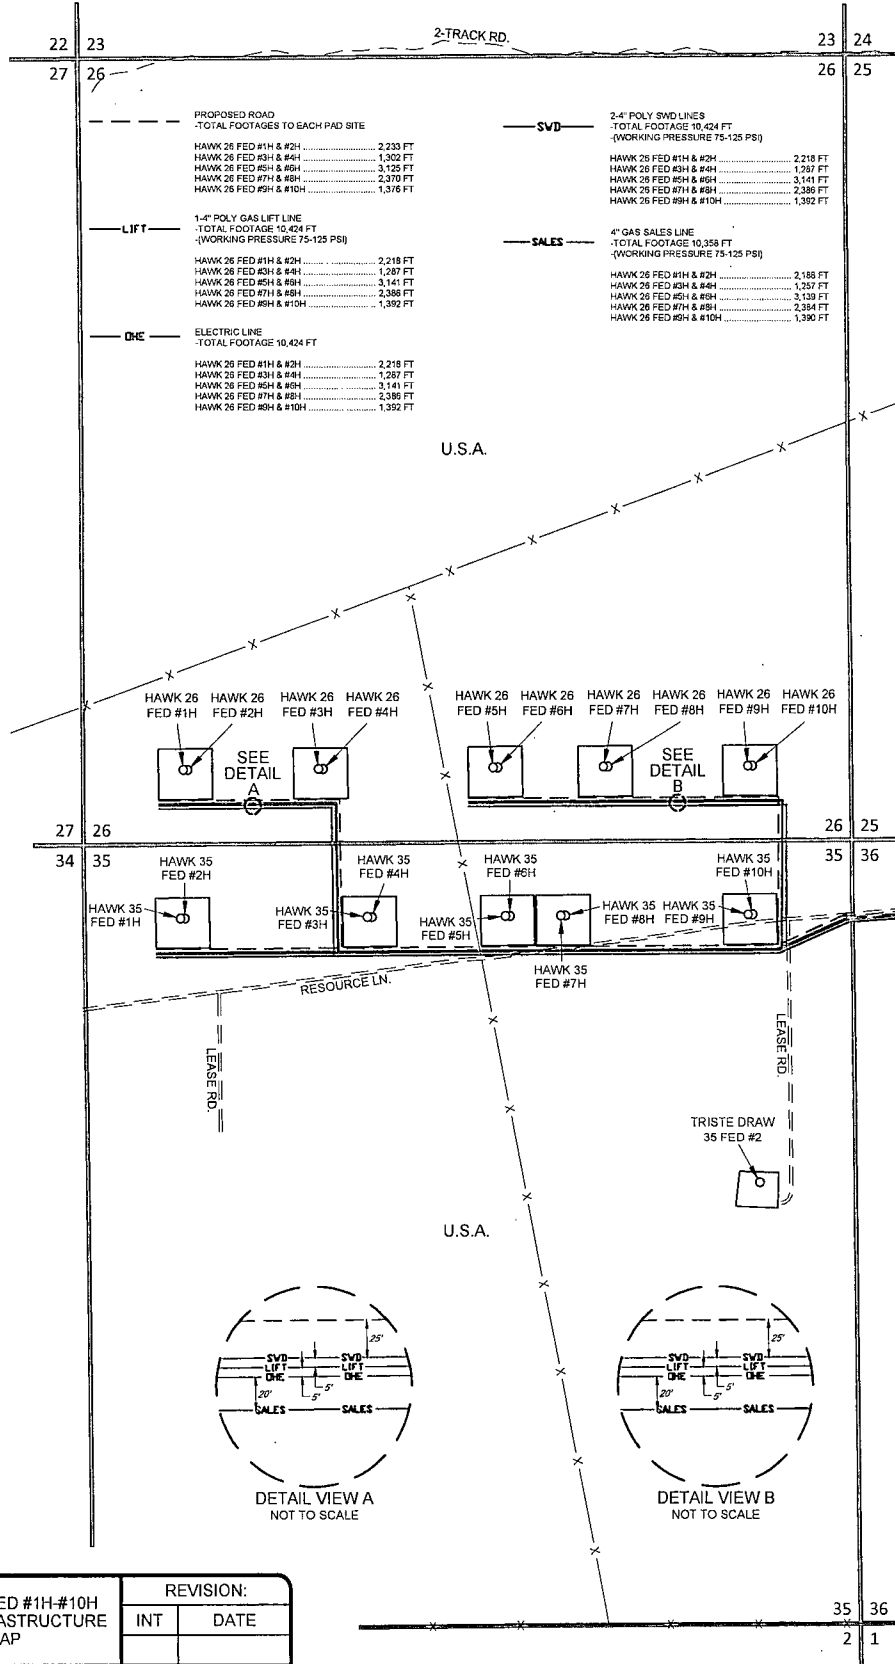 2-TRACK RD.
22 23
27 26
23 24
26 25
PROPOSED ROAD
-TOTAL FOOTAGES TO EACH PAD SITE
HAWK 26 FED #1H & #2H ........................ 2,233 FT
HAWK 26 FED #3H & #4H ........................ 1,302 FT
HAWK 26 FED #5H & #6H ........................ 3,125 FT
HAWK 26 FED #7H & #8H ........................ 2,370 FT
HAWK 26 FED #9H & #10H ...................... 1,376 FT
LIFT
1-4" POLY GAS LIFT LINE
-TOTAL FOOTAGE 10,424 FT
-(WORKING PRESSURE 75-125 PSI)
HAWK 26 FED #1H & #2H ........................ 2,218 FT
HAWK 26 FED #3H & #4H ........................ 1,287 FT
HAWK 26 FED #5H & #6H ........................ 3,141 FT
HAWK 26 FED #7H & #8H ........................ 2,386 FT
HAWK 26 FED #9H & #10H ...................... 1,392 FT
OHE
ELECTRIC LINE
-TOTAL FOOTAGE 10,424 FT
HAWK 26 FED #1H & #2H ........................ 2,218 FT
HAWK 26 FED #3H & #4H ........................ 1,287 FT
HAWK 26 FED #5H & #6H ........................ 3,141 FT
HAWK 26 FED #7H & #8H ........................ 2,386 FT
HAWK 26 FED #9H & #10H ...................... 1,392 FT
SWD
2-4" POLY SWD LINES
-TOTAL FOOTAGE 10,424 FT
-(WORKING PRESSURE 75-125 PSI)
HAWK 26 FED #1H & #2H ........................ 2,218 FT
HAWK 26 FED #3H & #4H ........................ 1,287 FT
HAWK 26 FED #5H & #6H ........................ 3,141 FT
HAWK 26 FED #7H & #8H ........................ 2,386 FT
HAWK 26 FED #9H & #10H ...................... 1,392 FT
SALES
4" GAS SALES LINE
-TOTAL FOOTAGE 10,358 FT
-(WORKING PRESSURE 75-125 PSI)
HAWK 26 FED #1H & #2H ........................ 2,188 FT
HAWK 26 FED #3H & #4H ........................ 1,257 FT
HAWK 26 FED #5H & #6H ........................ 3,139 FT
HAWK 26 FED #7H & #8H ........................ 2,384 FT
HAWK 26 FED #9H & #10H ...................... 1,390 FT
U.S.A.
HAWK 26
FED #1H
HAWK 26
FED #2H
HAWK 26
FED #3H
HAWK 26
FED #4H
HAWK 26
FED #5H
HAWK 26
FED #6H
HAWK 26
FED #7H
HAWK 26
FED #8H
HAWK 26
FED #9H
HAWK 26
FED #10H
SEE
DETAIL
A
SEE
DETAIL
B
27 26
34 35
26 25
35 36
HAWK 35
FED #2H
HAWK 35
FED #1H
HAWK 35
FED #4H
HAWK 35
FED #3H
HAWK 35
FED #6H
HAWK 35
FED #5H
HAWK 35
FED #8H
HAWK 35
FED #7H
HAWK 35
FED #10H
HAWK 35
FED #9H
RESOURCE LN.
LEASE RD.
LEASE RD.
TRISTE DRAW
35 FED #2
U.S.A.
25'
SWD SWD
LIFT LIFT
OHE OHE
20' 5' 5'
SALES SALES
DETAIL VIEW A
NOT TO SCALE
25'
SWD SWD
LIFT LIFT
OHE OHE
20' 5' 5'
SALES SALES
DETAIL VIEW B
NOT TO SCALE
ED #1H-#10H
ASTRUCTURE
AP
REVISION:
INT DATE
35 36
2 1